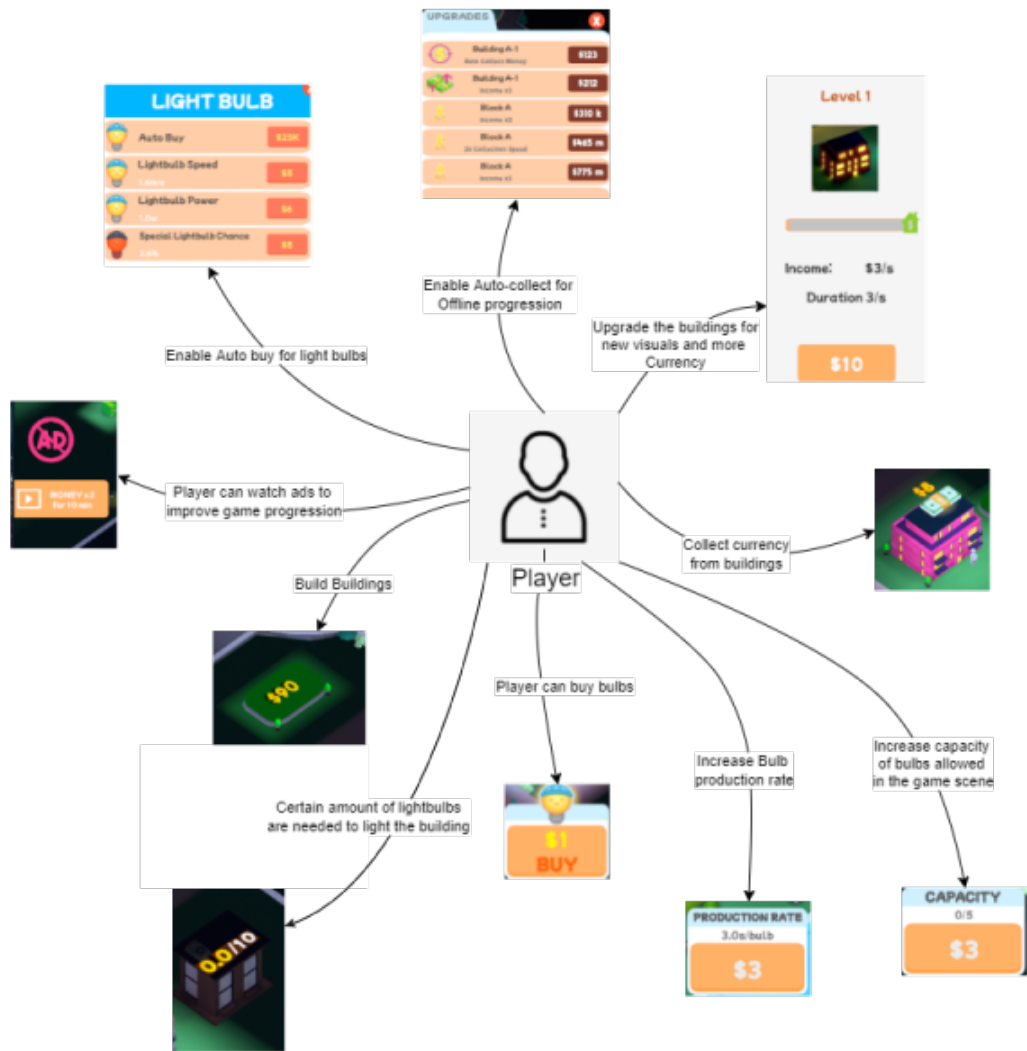 UPGRADES
X
Building A-1
Auto Collect Money
$123
Building A-1
Income x3
$212
Block A
$310 k
Block A
2x Collection Speed
$465 m
Block A
$775 m
LIGHT BULB
Auto Buy
$25K
Lightbulb Speed
$5
Lightbulb Power
1.0w
$6
Special Lightbulb Chance
Level 1
Income: $3/s
Duration 3/s
$10
Enable Auto-collect for
Offline progression
Upgrade the buildings for
new visuals and more
Currency
Enable Auto buy for light bulbs
AD
MONEY x2
for 10 min
Player can watch ads to
improve game progression
Collect currency
from buildings
$6
Build Buildings
Player
$90
Player can buy bulbs
Increase Bulb
production rate
Increase capacity
of bulbs allowed
in the game scene
Certain amount of lightbulbs
are needed to light the building
$1
BUY
0.0/10
PRODUCTION RATE
3.0s/bulb
$3
CAPACITY
0/5
$3